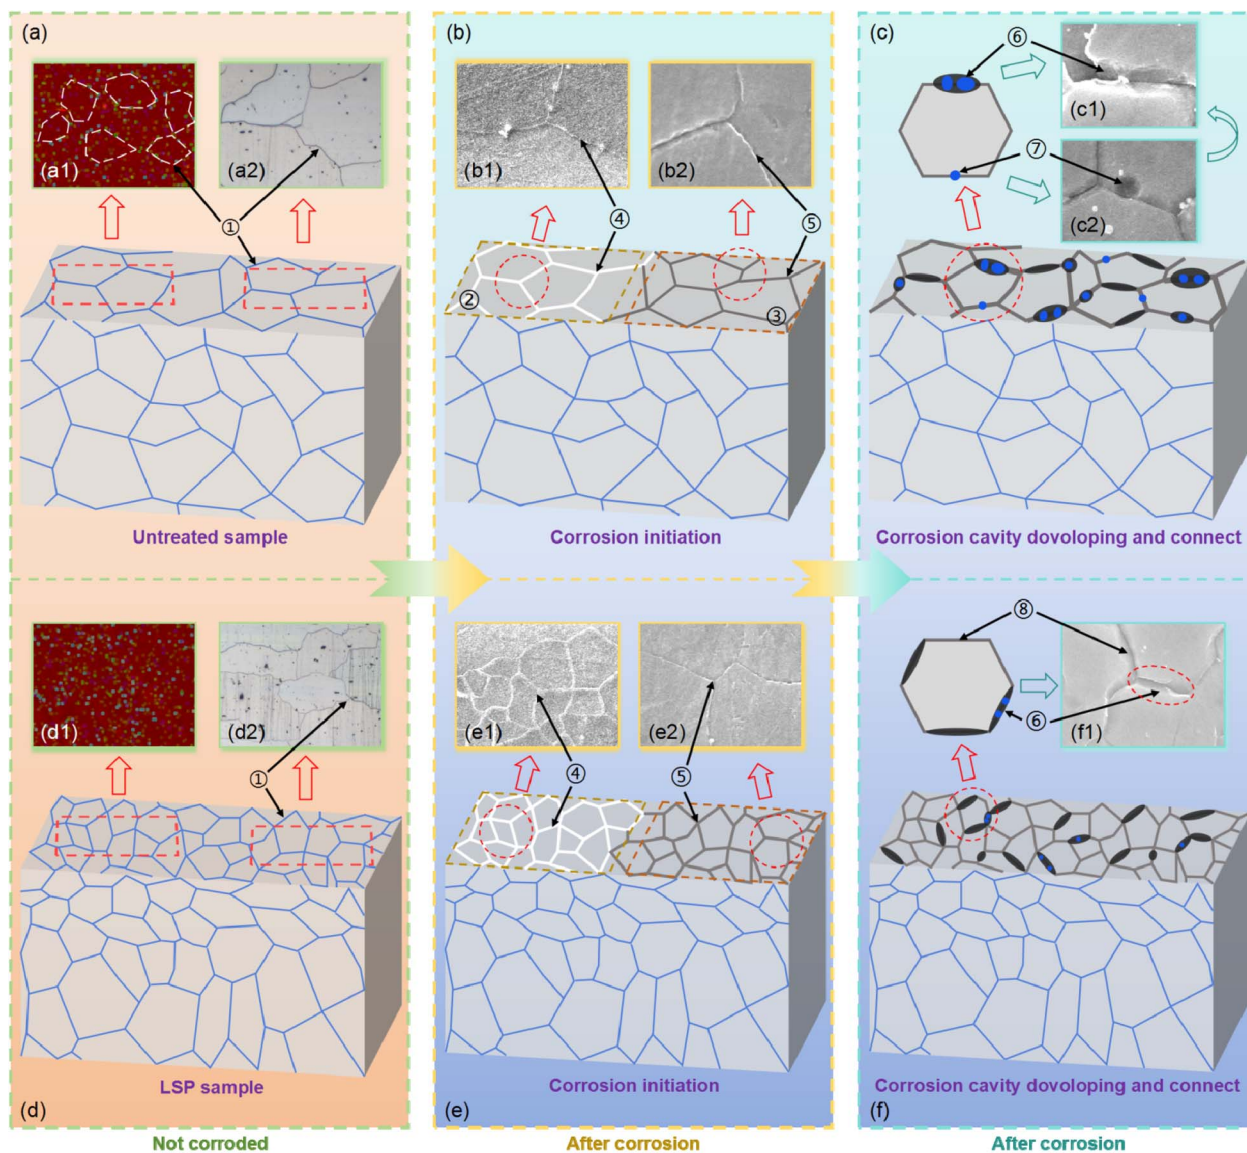 (a)
(a1)
(a2)
①
Untreated sample
(b)
(b1)
(b2)
④
⑤
②
③
Corrosion initiation
(c)
⑥
(c1)
⑦
(c2)
Corrosion cavity dovoloping and connect
(d1)
(d2)
①
LSP sample
(d)
(e1)
(e2)
④
⑤
Corrosion initiation
(e)
⑧
⑥
(f1)
Corrosion cavity dovoloping and connect
(f)
Not corroded
After corrosion
After corrosion